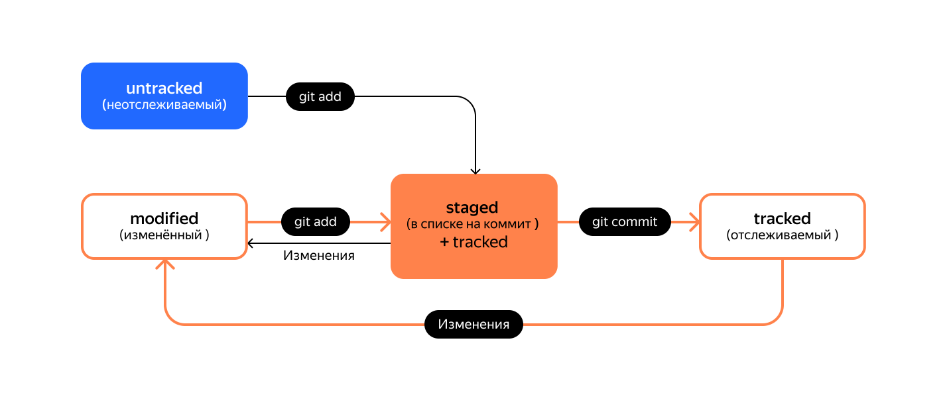 untracked
(неотслеживаемый)
git add
modified
(изменённый )
git add
Изменения
staged
(в списке на коммит )
+ tracked
git commit
tracked
(отслеживаемый )
Изменения